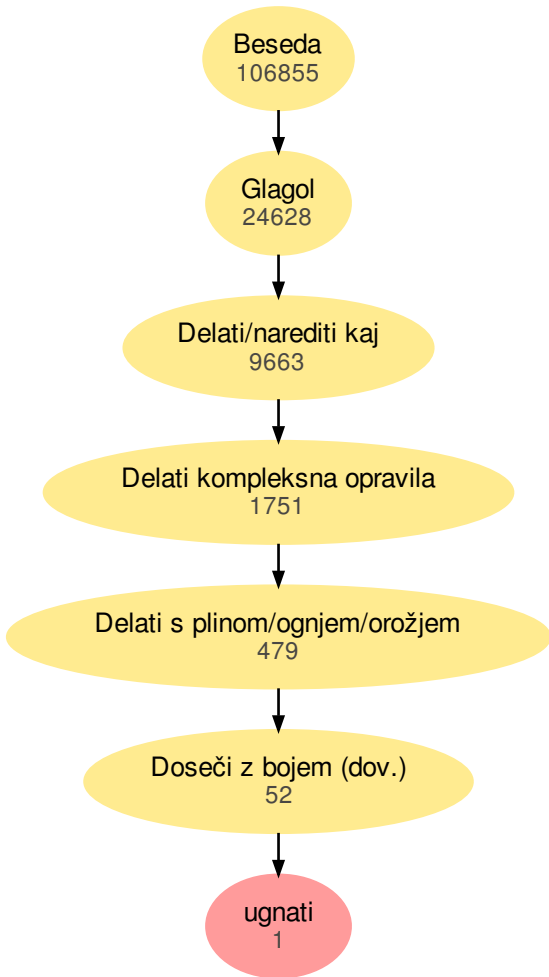 Beseda
106855
Glagol
24628
Delati/narediti kaj
9663
Delati kompleksna opravila
1751
Delati s plinom/ognjem/orožjem
479
Doseči z bojem (dov.)
52
ugnati
1